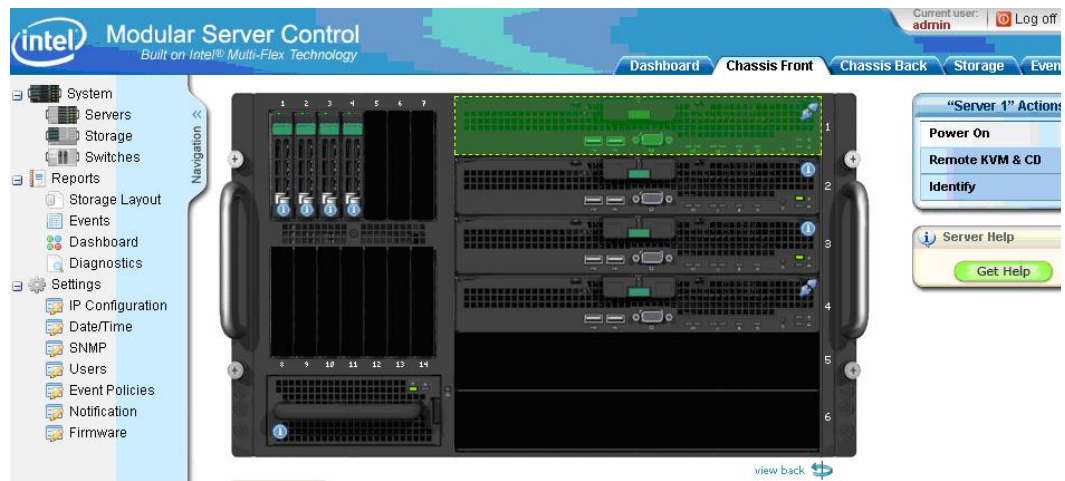 intel
Modular Server Control
Built on Intel® Multi-Flex Technology
Current user:
admin
Log off
Dashboard
Chassis Front
Chassis Back
Storage
Even
System
Servers
Storage
Switches
Reports
Storage Layout
Events
Dashboard
Diagnostics
Settings
IP Configuration
Date/Time
SNMP
Users
Event Policies
Notification
Firmware
«
Navigation
1 2 3 4 5 6 7
8 9 10 11 12 13 14
1
2
3
4
5
6
view back
"Server 1" Actions
Power On
Remote KVM & CD
Identify
Server Help
Get Help